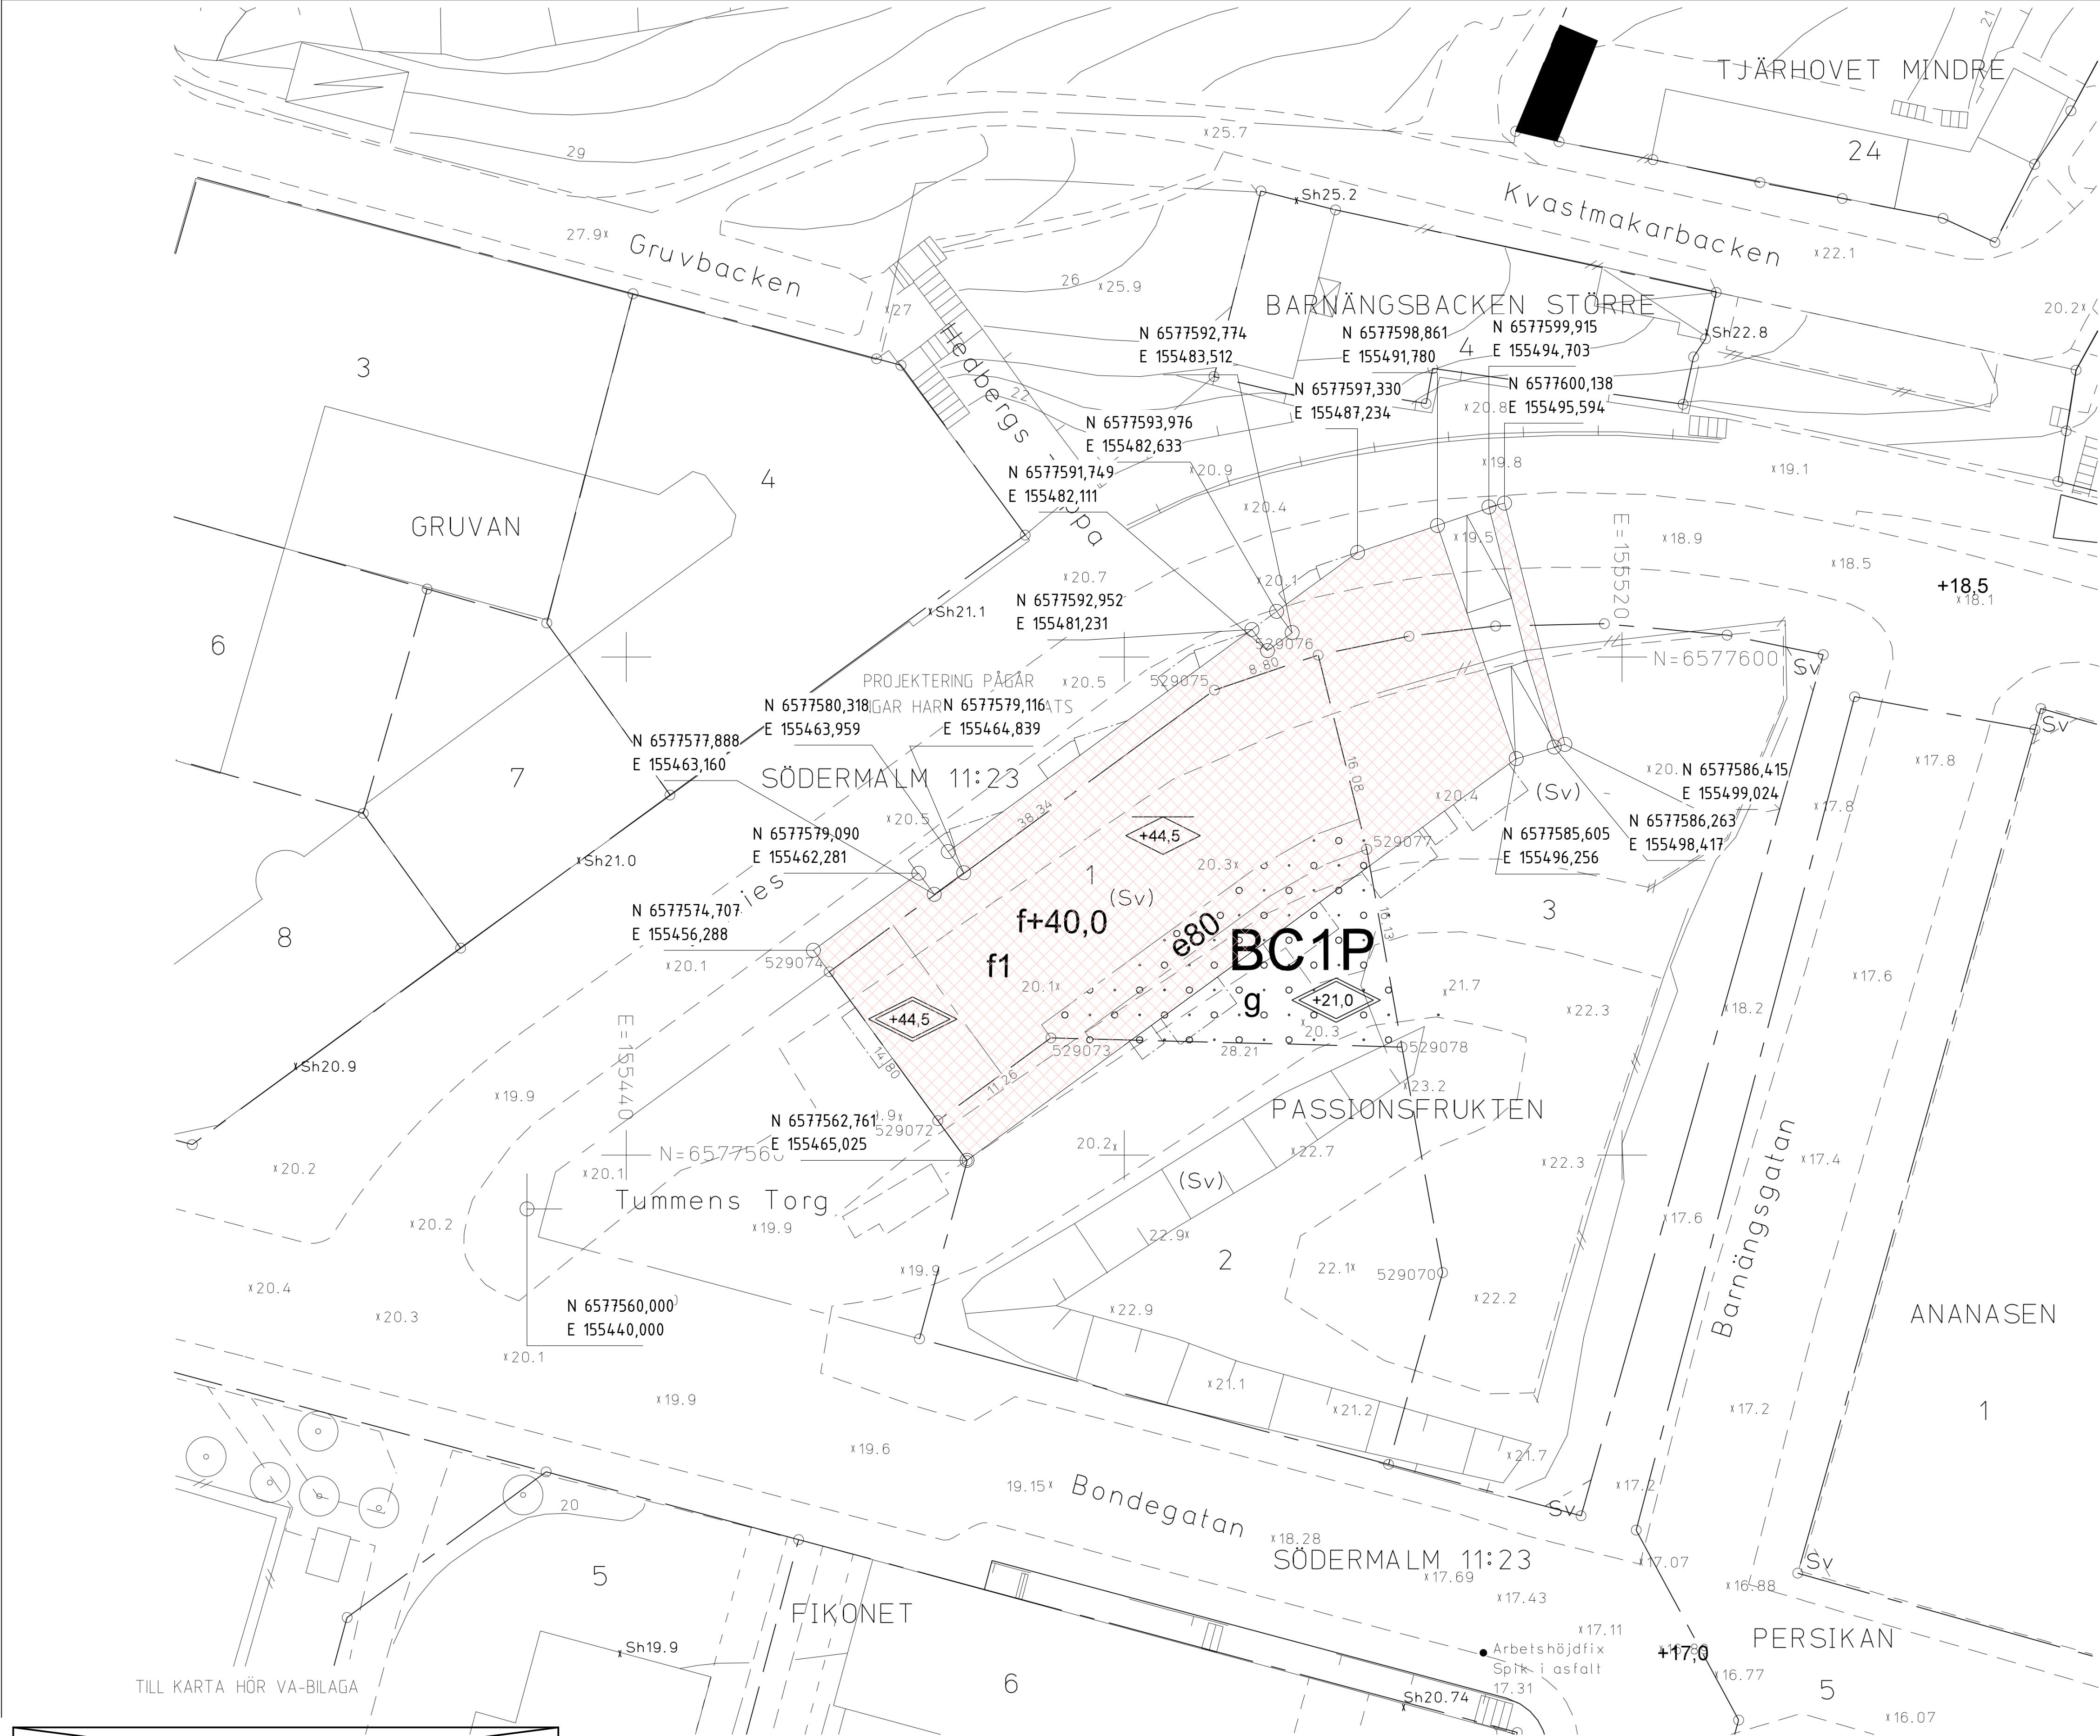 TJÄRHOVET MINDRE
24
x25.7
29
Sh25.2
Kvastmakarbacken
27.9x
Gruvbacken
x22.1
26
x25.9
BARNÄNGSBACKEN STÖRRE
x27
20.2x
N 6577592,774
E 155483,512
N 6577598,861
E 155491,780
4
N 6577599,915
E 155494,703
Sh22.8
Hedbergs
22
3
N 6577597,330
E 155487,234
N 6577600,138
E 155495,594
x20.8
N 6577593,976
E 155482,633
4
N 6577591,749
E 155482,111
x20.9
x19.8
x19.1
x20.4
GRUVAN
x19.5
x18.9
E=155520
x20.7
x20.1
x18.5
+18,5
x18.1
N 6577592,952
E 155481,231
Sh21.1
6
529076
8.80
N=6577600
Sv
PROJEKTERING PÅGÅR
x20.5
529075
N 6577580,318
E 155463,959
N 6577579,116
E 155464,839
Sv
N 6577577,888
E 155463,160
SÖDERMALM 11:23
7
16.08
x17.8
N 6577586,415
E 155499,024
(Sv)
x20.4
x17.8
38.34
x20.5
+44,5
N 6577579,090
E 155462,281
N 6577585,605
E 155496,256
N 6577586,263
E 155498,417
529077
Sh21.0
20.3x
1
(Sv)
ies
N 6577574,707
E 155456,288
f+40,0
e80
BC1P
16.13
3
8
x20.1
529074
f1
x17.6
20.1x
g
+21,0
x21.7
+44,5
x20.3
x22.3
x18.2
E=155440
529073
28.21
529078
Sh20.9
14.80
11.26
x23.2
x19.9
PASSIONSFRUKTEN
N 6577562,761
E 155465,025
529072
20.2x
x22.7
x20.2
x20.1
x22.3
x17.4
(Sv)
Tummens Torg
x20.2
x19.9
x17.6
Barnängsgatan
22.9x
2
x19.9
22.1x
529070
x20.4
N 6577560,000
E 155440,000
x22.9
x22.2
ANANASEN
x20.3
x20.1
x21.1
x19.9
x21.2
x17.2
1
x19.6
x21.7
19.15x
Bondegatan
x17.2
Sv
20
x18.28
SÖDERMALM 11:23
x17.07
Sv
5
x17.69
x16.88
x17.43
FIKONET
x17.11
Arbetshöjdfix
Spik i asfalt
17.31
+17,0
PERSIKAN
Sh19.9
x16.77
TILL KARTA HÖR VA-BILAGA
6
5
Sh20.74
x16.07